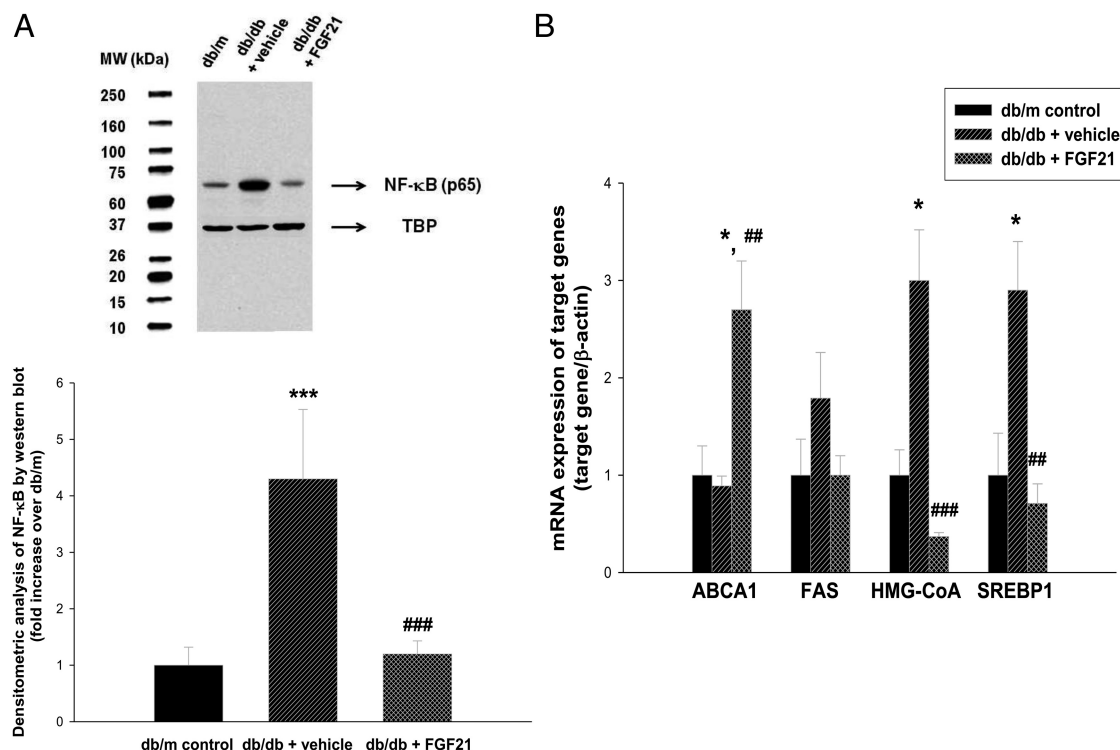 A
MW (kDa)
db/m
db/db
+ vehicle
db/db
+ FGF21
250
160
100
75
60
37
26
20
15
10
NF-κB (p65)
TBP
Densitometric analysis of NF-κB by western blot
(fold increase over db/m)
6
5
4
3
2
1
0
***
###
db/m control
db/db + vehicle
db/db + FGF21
B
db/m control
db/db + vehicle
db/db + FGF21
mRNA expression of target genes
(target gene/β-actin)
4
3
2
1
0
*, ##
*
###
*
##
ABCA1
FAS
HMG-CoA
SREBP1